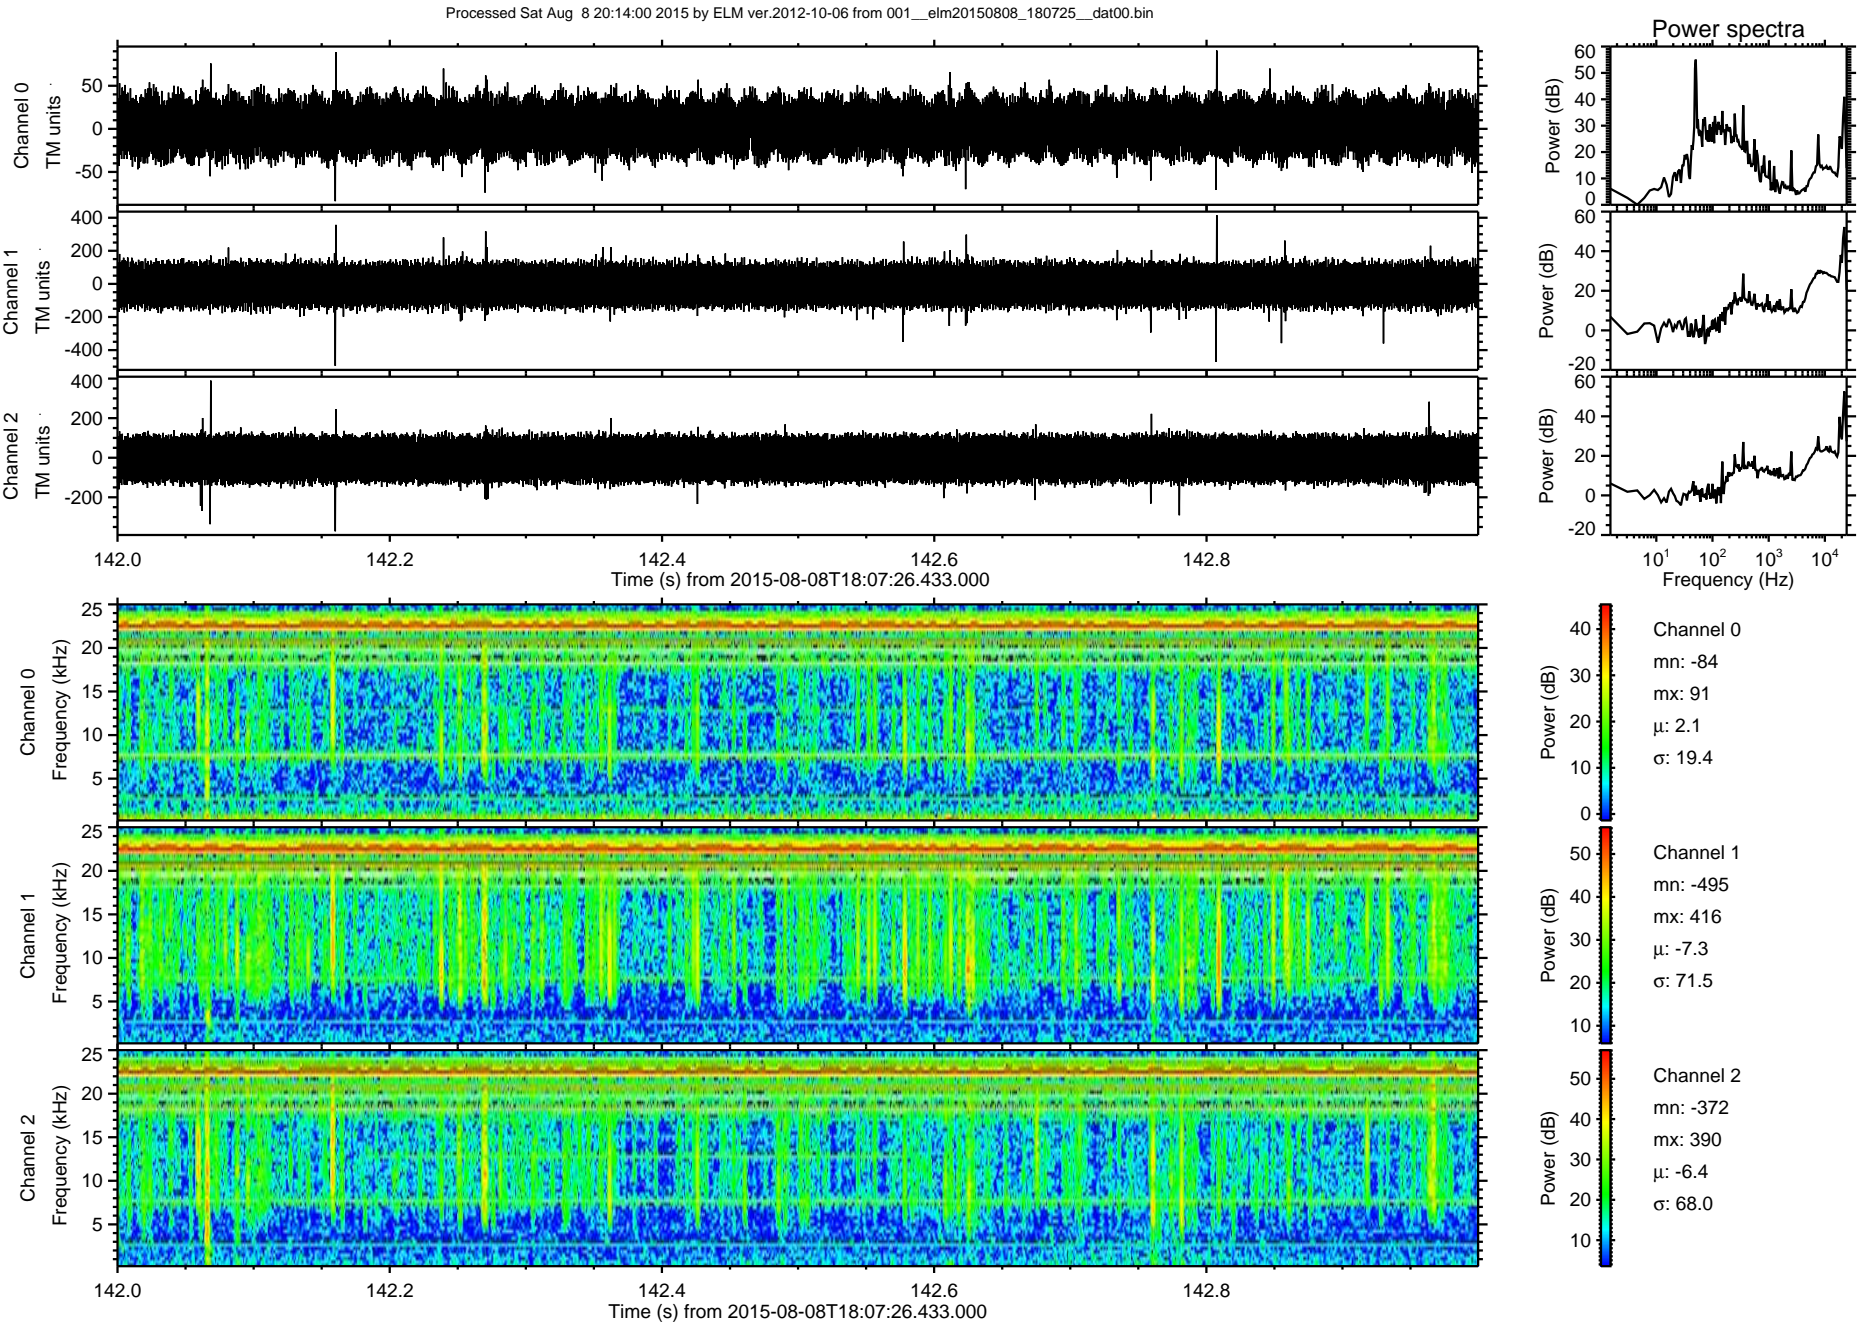 Processed Sat Aug  8 20:14:00 2015 by ELM ver.2012-10-06 from 001__elm20150808_180725__dat00.bin
Power spectra
Channel 0
TM units
50
0
-50
Power (dB)
60
50
40
30
20
10
0
Channel 1
TM units
400
200
0
-200
-400
Power (dB)
60
40
20
0
-20
Channel 2
TM units
400
200
0
-200
Power (dB)
60
40
20
0
-20
142.0
142.2
142.4
142.6
142.8
Time (s) from 2015-08-08T18:07:26.433.000
10^1
10^2
10^3
10^4
Frequency (Hz)
Channel 0
Frequency (kHz)
25
20
15
10
5
Power (dB)
40
30
20
10
0
Channel 0
mn: -84
mx: 91
μ: 2.1
σ: 19.4
Channel 1
Frequency (kHz)
25
20
15
10
5
Power (dB)
50
40
30
20
10
Channel 1
mn: -495
mx: 416
μ: -7.3
σ: 71.5
Channel 2
Frequency (kHz)
25
20
15
10
5
Power (dB)
50
40
30
20
10
Channel 2
mn: -372
mx: 390
μ: -6.4
σ: 68.0
142.0
142.2
142.4
142.6
142.8
Time (s) from 2015-08-08T18:07:26.433.000